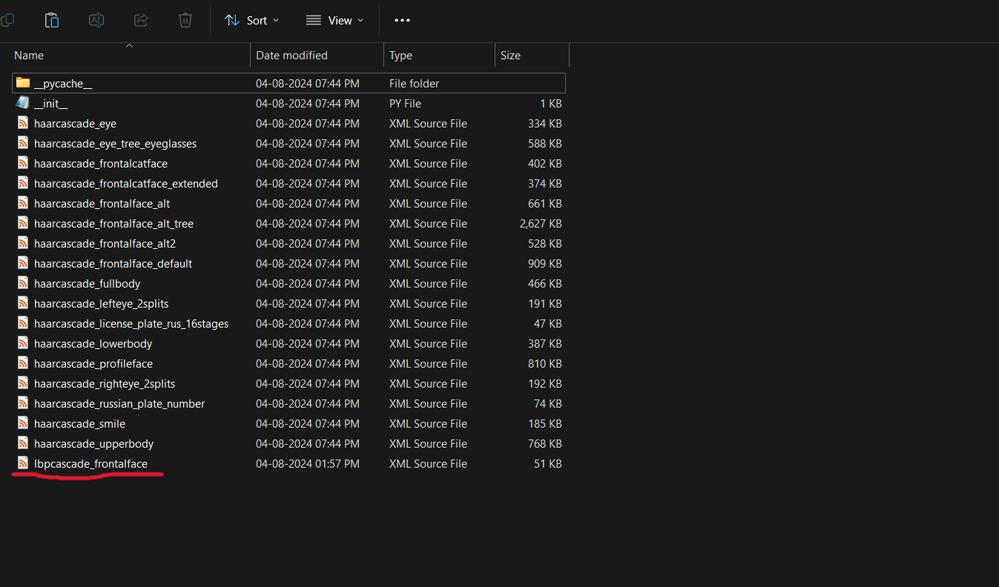 Sort View
Name Date modified Type Size
__pycache__ 04-08-2024 07:44 PM File folder
__init__ 04-08-2024 07:44 PM PY File 1 KB
haarcascade_eye 04-08-2024 07:44 PM XML Source File 334 KB
haarcascade_eye_tree_eyeglasses 04-08-2024 07:44 PM XML Source File 588 KB
haarcascade_frontalcatface 04-08-2024 07:44 PM XML Source File 402 KB
haarcascade_frontalcatface_extended 04-08-2024 07:44 PM XML Source File 374 KB
haarcascade_frontalface_alt 04-08-2024 07:44 PM XML Source File 661 KB
haarcascade_frontalface_alt_tree 04-08-2024 07:44 PM XML Source File 2,627 KB
haarcascade_frontalface_alt2 04-08-2024 07:44 PM XML Source File 528 KB
haarcascade_frontalface_default 04-08-2024 07:44 PM XML Source File 909 KB
haarcascade_fullbody 04-08-2024 07:44 PM XML Source File 466 KB
haarcascade_lefteye_2splits 04-08-2024 07:44 PM XML Source File 191 KB
haarcascade_license_plate_rus_16stages 04-08-2024 07:44 PM XML Source File 47 KB
haarcascade_lowerbody 04-08-2024 07:44 PM XML Source File 387 KB
haarcascade_profileface 04-08-2024 07:44 PM XML Source File 810 KB
haarcascade_righteye_2splits 04-08-2024 07:44 PM XML Source File 192 KB
haarcascade_russian_plate_number 04-08-2024 07:44 PM XML Source File 74 KB
haarcascade_smile 04-08-2024 07:44 PM XML Source File 185 KB
haarcascade_upperbody 04-08-2024 07:44 PM XML Source File 768 KB
lbpcascade_frontalface 04-08-2024 01:57 PM XML Source File 51 KB